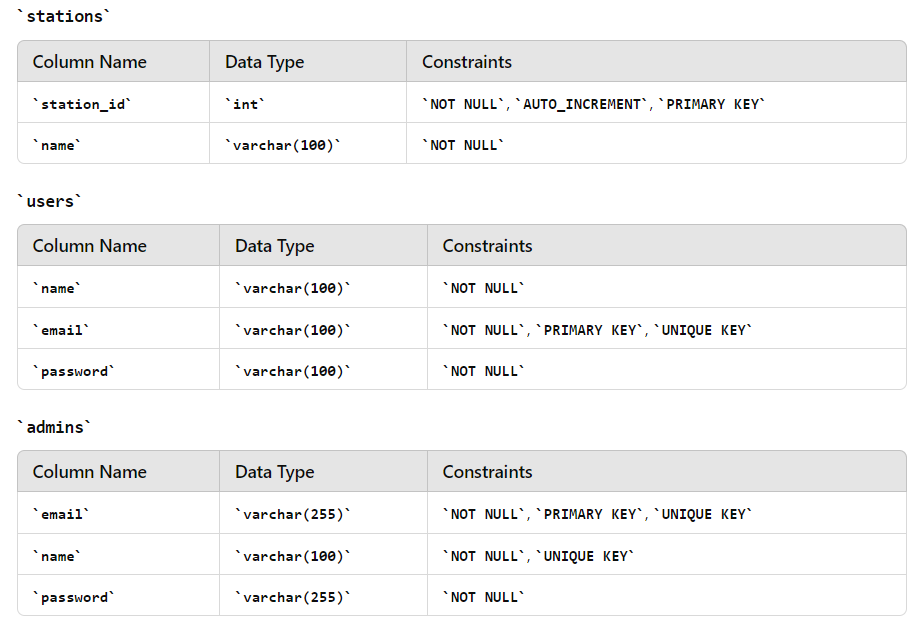 `stations`
Column Name Data Type Constraints
`station_id` `int` `NOT NULL`, `AUTO_INCREMENT`, `PRIMARY KEY`
`name` `varchar(100)` `NOT NULL`
`users`
Column Name Data Type Constraints
`name` `varchar(100)` `NOT NULL`
`email` `varchar(100)` `NOT NULL`, `PRIMARY KEY`, `UNIQUE KEY`
`password` `varchar(100)` `NOT NULL`
`admins`
Column Name Data Type Constraints
`email` `varchar(255)` `NOT NULL`, `PRIMARY KEY`, `UNIQUE KEY`
`name` `varchar(100)` `NOT NULL`, `UNIQUE KEY`
`password` `varchar(255)` `NOT NULL`